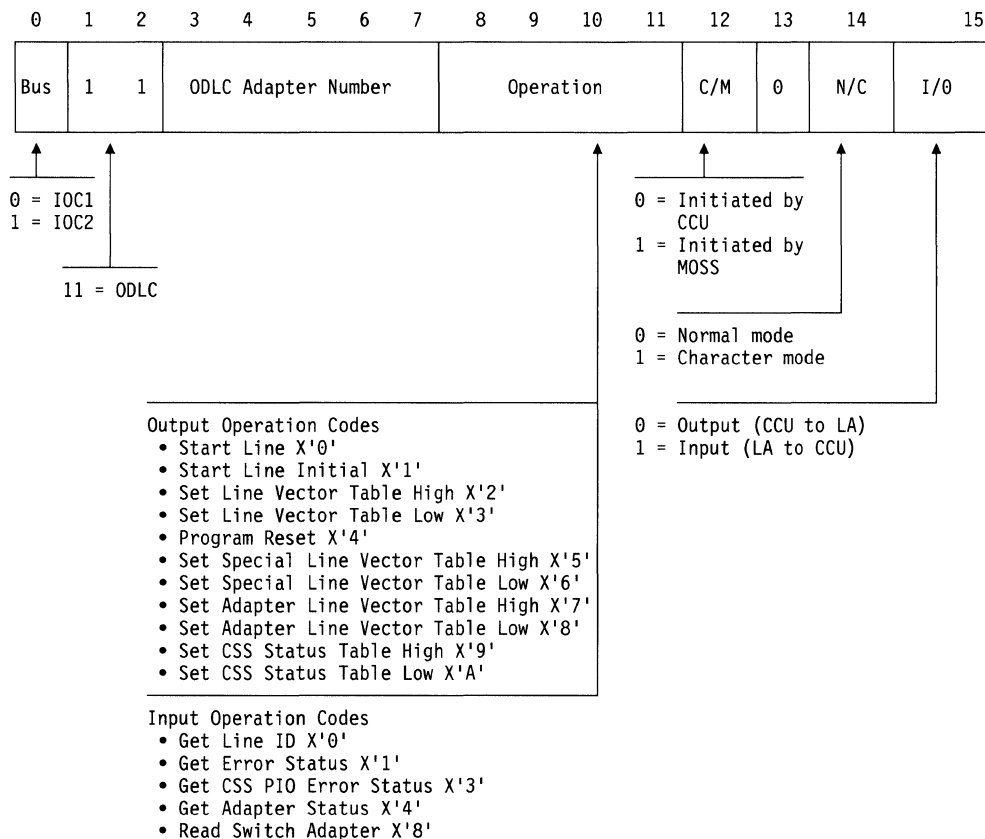 0 1 2 3 4 5 6 7 8 9 10 11 12 13 14 15
Bus 1 1 ODLC Adapter Number Operation C/M 0 N/C I/0
0 = IOC1
1 = IOC2
11 = ODLC
0 = Initiated by
CCU
1 = Initiated by
MOSS
0 = Normal mode
1 = Character mode
0 = Output (CCU to LA)
1 = Input (LA to CCU)
Output Operation Codes
• Start Line X'0'
• Start Line Initial X'1'
• Set Line Vector Table High X'2'
• Set Line Vector Table Low X'3'
• Program Reset X'4'
• Set Special Line Vector Table High X'5'
• Set Special Line Vector Table Low X'6'
• Set Adapter Line Vector Table High X'7'
• Set Adapter Line Vector Table Low X'8'
• Set CSS Status Table High X'9'
• Set CSS Status Table Low X'A'
Input Operation Codes
• Get Line ID X'0'
• Get Error Status X'1'
• Get CSS PIO Error Status X'3'
• Get Adapter Status X'4'
• Read Switch Adapter X'8'